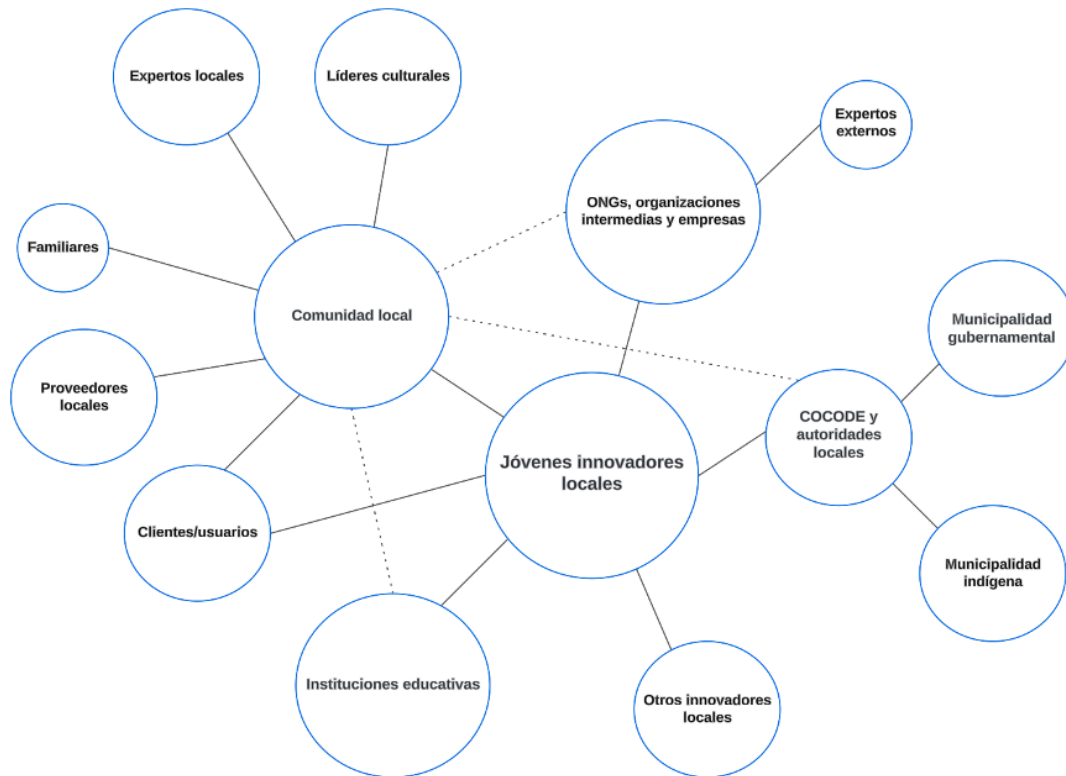 Expertos locales
Líderes culturales
Expertos
externos
ONGs, organizaciones
intermedias y empresas
Familiares
Comunidad local
Municipalidad
gubernamental
Proveedores
locales
COCODE y
autoridades
locales
Jóvenes innovadores
locales
Clientes/usuarios
Municipalidad
indígena
Instituciones educativas
Otros innovadores
locales